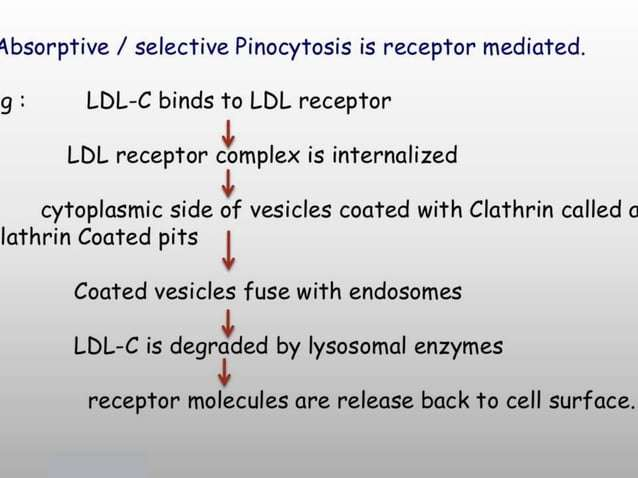 Absorptive / selective Pinocytosis is receptor mediated.
g : LDL-C binds to LDL receptor
LDL receptor complex is internalized
cytoplasmic side of vesicles coated with Clathrin called a
lathrin Coated pits
Coated vesicles fuse with endosomes
LDL-C is degraded by lysosomal enzymes
receptor molecules are release back to cell surface.